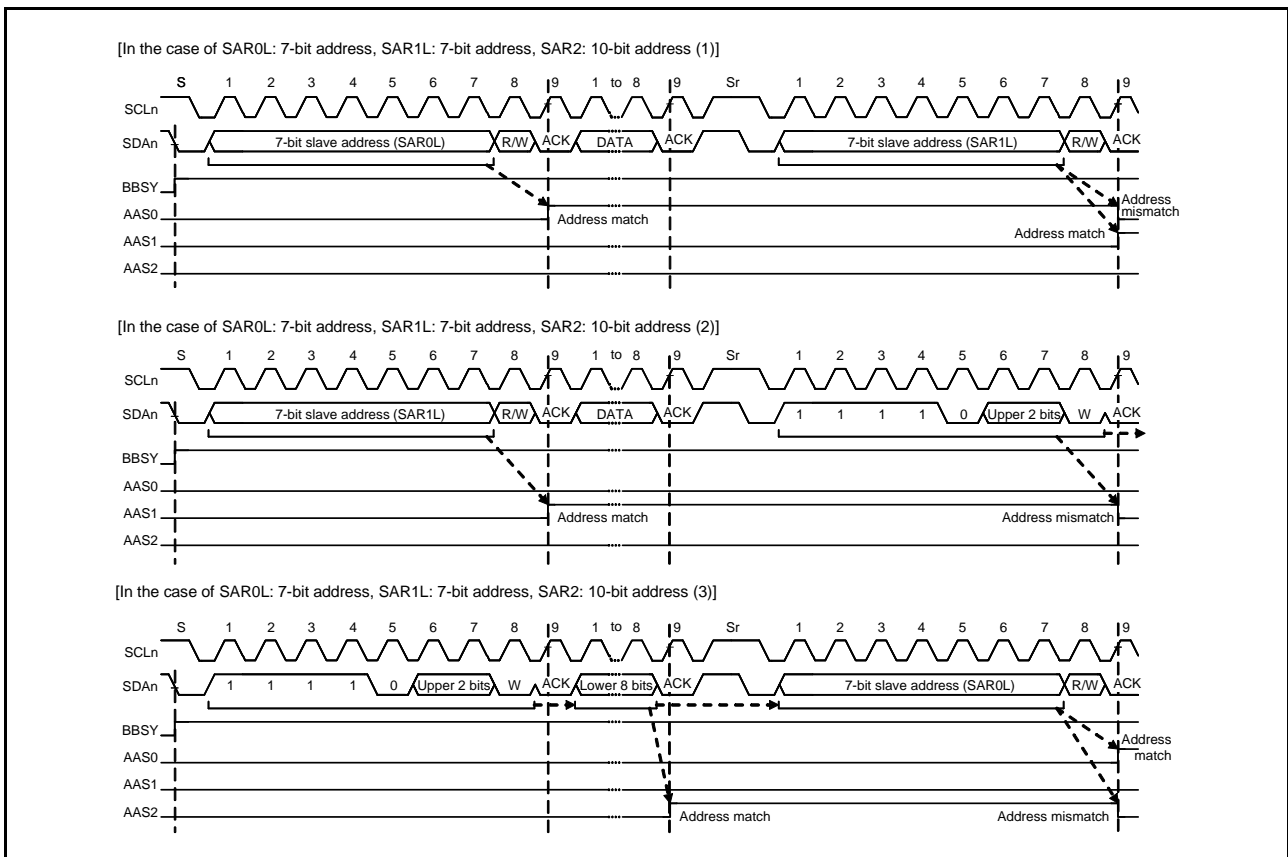 [In the case of SAR0L: 7-bit address, SAR1L: 7-bit address, SAR2: 10-bit address (1)]
S 1 2 3 4 5 6 7 8 9 1 to 8 9 Sr 1 2 3 4 5 6 7 8 9
SCLn
SDAn 7-bit slave address (SAR0L) R/W ACK DATA ACK 7-bit slave address (SAR1L) R/W ACK
BBSY
AAS0 Address match Address mismatch
AAS1 Address match
AAS2
[In the case of SAR0L: 7-bit address, SAR1L: 7-bit address, SAR2: 10-bit address (2)]
S 1 2 3 4 5 6 7 8 9 1 to 8 9 Sr 1 2 3 4 5 6 7 8 9
SCLn
SDAn 7-bit slave address (SAR1L) R/W ACK DATA ACK 1 1 1 1 0 Upper 2 bits W ACK
BBSY
AAS0
AAS1 Address match Address mismatch
AAS2
[In the case of SAR0L: 7-bit address, SAR1L: 7-bit address, SAR2: 10-bit address (3)]
S 1 2 3 4 5 6 7 8 9 1 to 8 9 Sr 1 2 3 4 5 6 7 8 9
SCLn
SDAn 1 1 1 1 0 Upper 2 bits W ACK Lower 8 bits ACK 7-bit slave address (SAR0L) R/W ACK
BBSY
AAS0 Address match
AAS1
AAS2 Address match Address mismatch